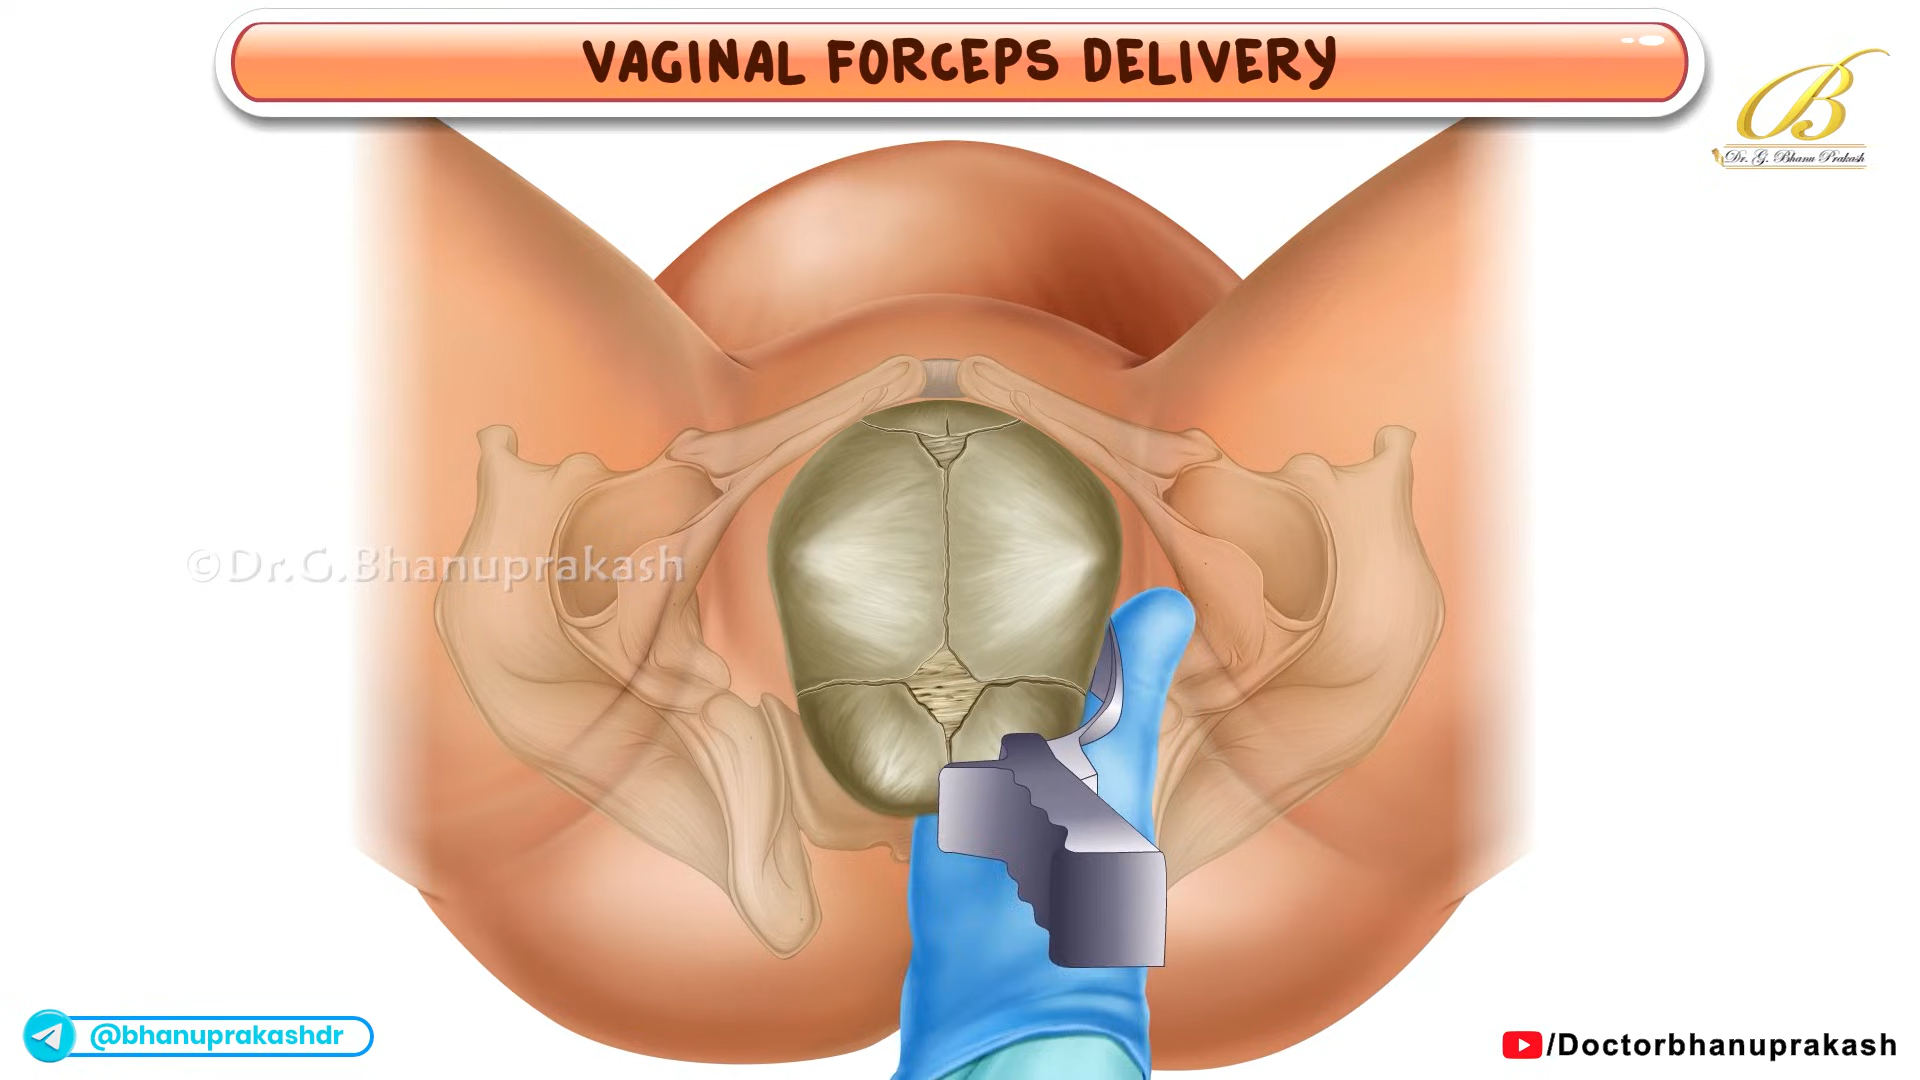 VAGINAL FORCEPS DELIVERY
B
Dr. G. Bhanu Prakash
©Dr.G.Bhanuprakash
@bhanuprakashdr
/Doctorbhanuprakash